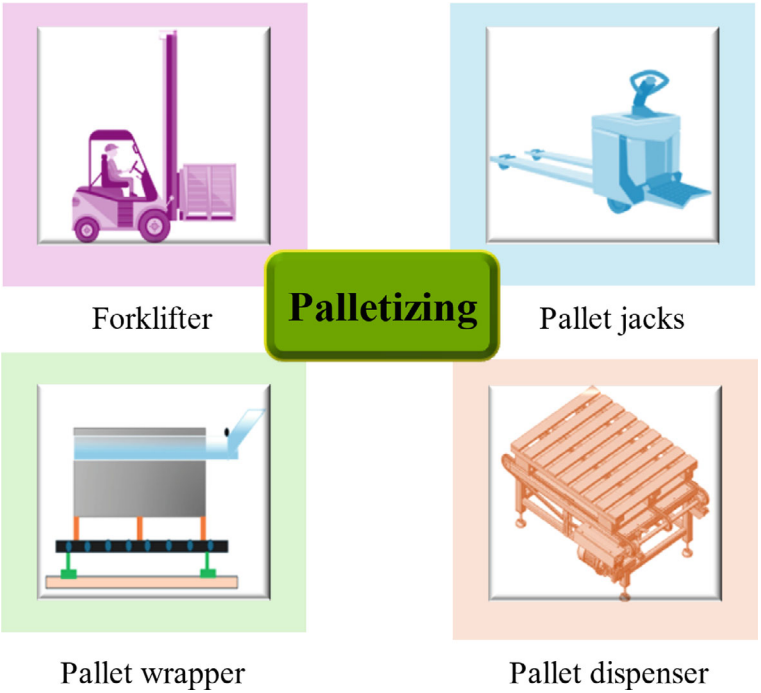 Palletizing
Forklifter
Pallet jacks
Pallet wrapper
Pallet dispenser